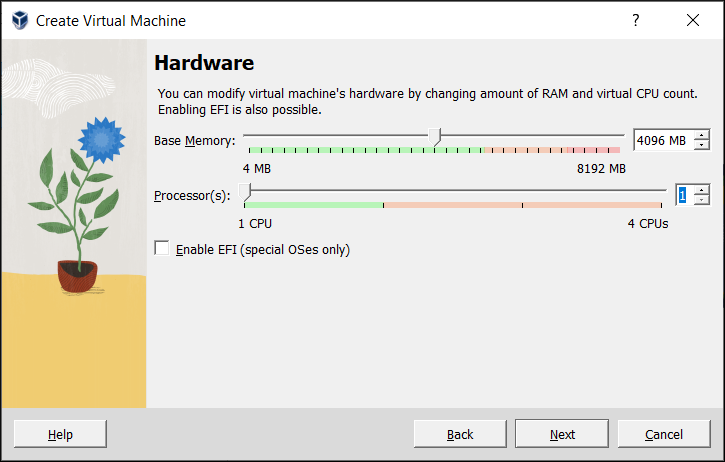 Create Virtual Machine
?
Hardware
You can modify virtual machine's hardware by changing amount of RAM and virtual CPU count.
Enabling EFI is also possible.
Base Memory:
4096 MB
4 MB
8192 MB
Processor(s):
1
1 CPU
4 CPUs
Enable EFI (special OSes only)
Help
Back
Next
Cancel